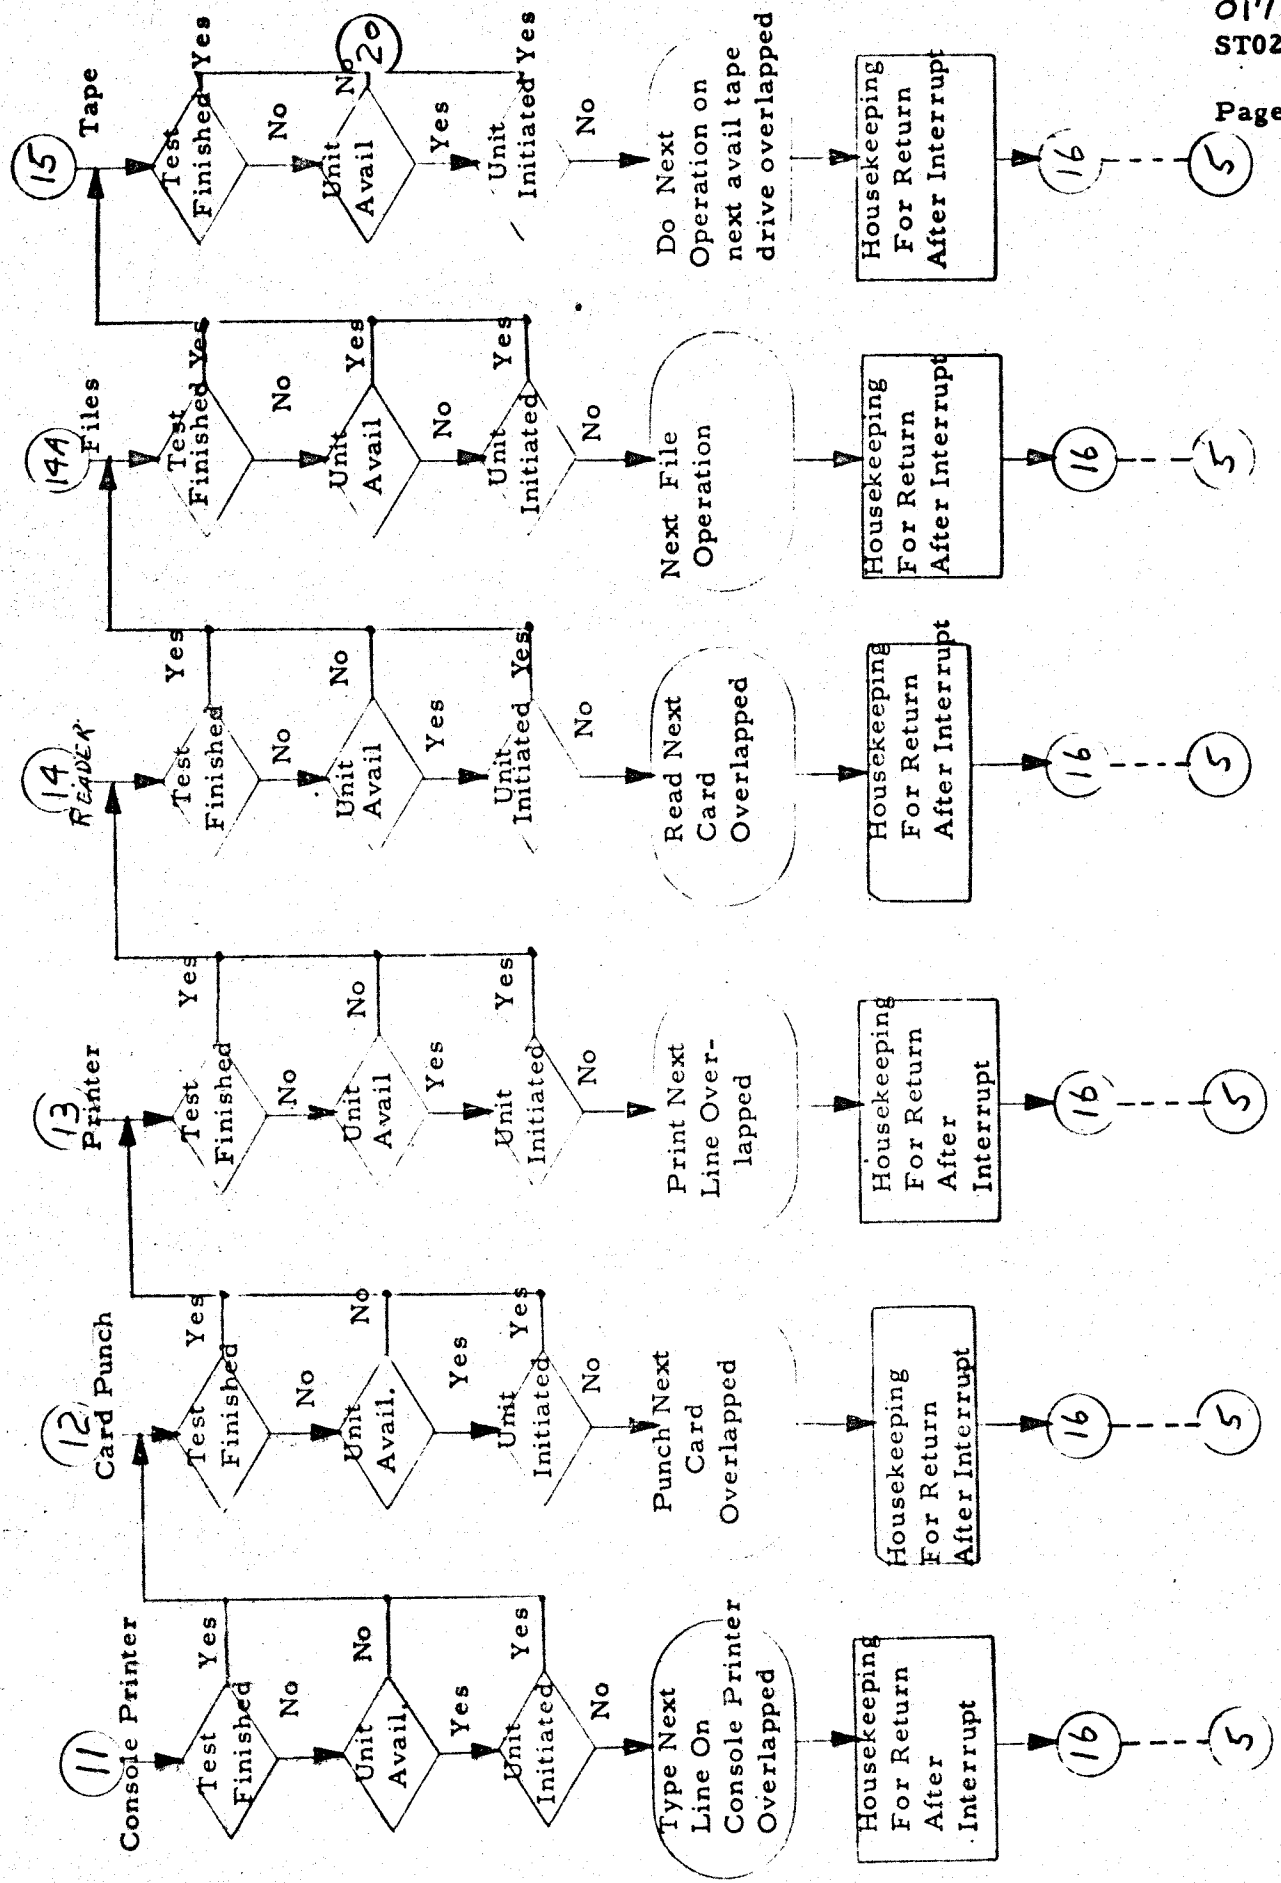 017
ST02
Page
11
Console Printer
Test
Finished
Yes
No
Unit
Avail.
No
Yes
Unit
Initiated
Yes
No
Type Next
Line On
Console Printer
Overlapped
Housekeeping
For Return
After
Interrupt
16
5
12
Card Punch
Test
Finished
Yes
No
Unit
Avail.
No
Yes
Unit
Initiated
Yes
No
Punch Next
Card
Overlapped
Housekeeping
For Return
After Interrupt
16
5
13
Printer
Test
Finished
Yes
No
Unit
Avail
No
Yes
Unit
Initiated
Yes
No
Print Next
Line Over-
lapped
Housekeeping
For Return
After
Interrupt
16
5
14
READER
Test
Finished
Yes
No
Unit
Avail
No
Yes
Unit
Initiated
Yes
No
Read Next
Card
Overlapped
Housekeeping
For Return
After Interrupt
16
5
14A
Files
Test
Finished
Yes
No
Unit
Avail
Yes
No
Unit
Initiated
Yes
No
Next File
Operation
Housekeeping
For Return
After Interrupt
16
5
15
Tape
Test
Finished
Yes
No
Unit
Avail
No
20
Yes
Unit
Initiated
Yes
No
Do Next
Operation on
next avail tape
drive overlapped
Housekeeping
For Return
After Interrupt
16
5